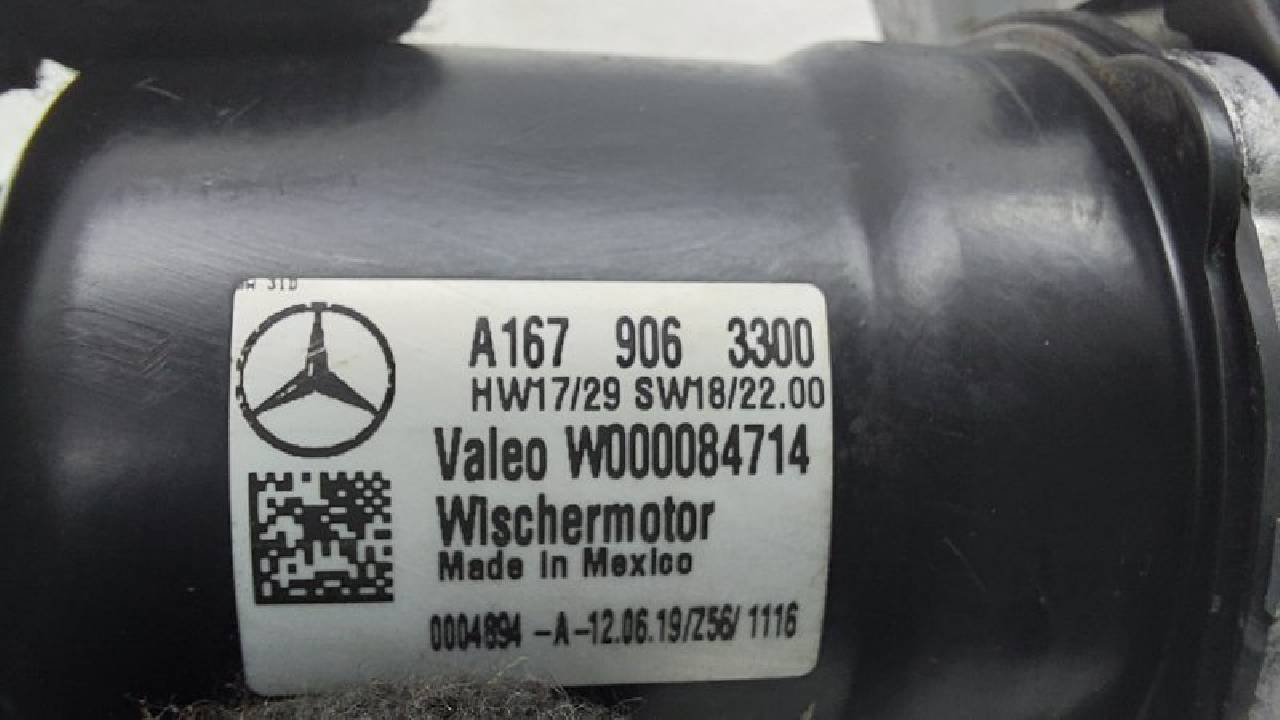 31D
A167 906 3300
HW17/29 SW18/22.00
Valeo W000084714
Wischermotor
Made In Mexico
0004894 -A-12.06.19/Z56/ 1116